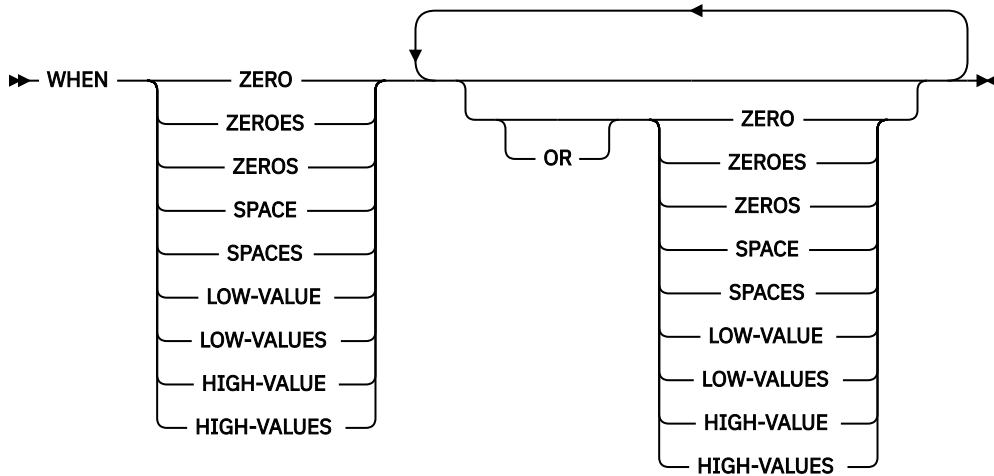 WHEN ZERO ZERO
ZEROES OR ZEROES
ZEROS ZEROS
SPACE SPACE
SPACES SPACES
LOW-VALUE LOW-VALUE
LOW-VALUES LOW-VALUES
HIGH-VALUE HIGH-VALUE
HIGH-VALUES HIGH-VALUES